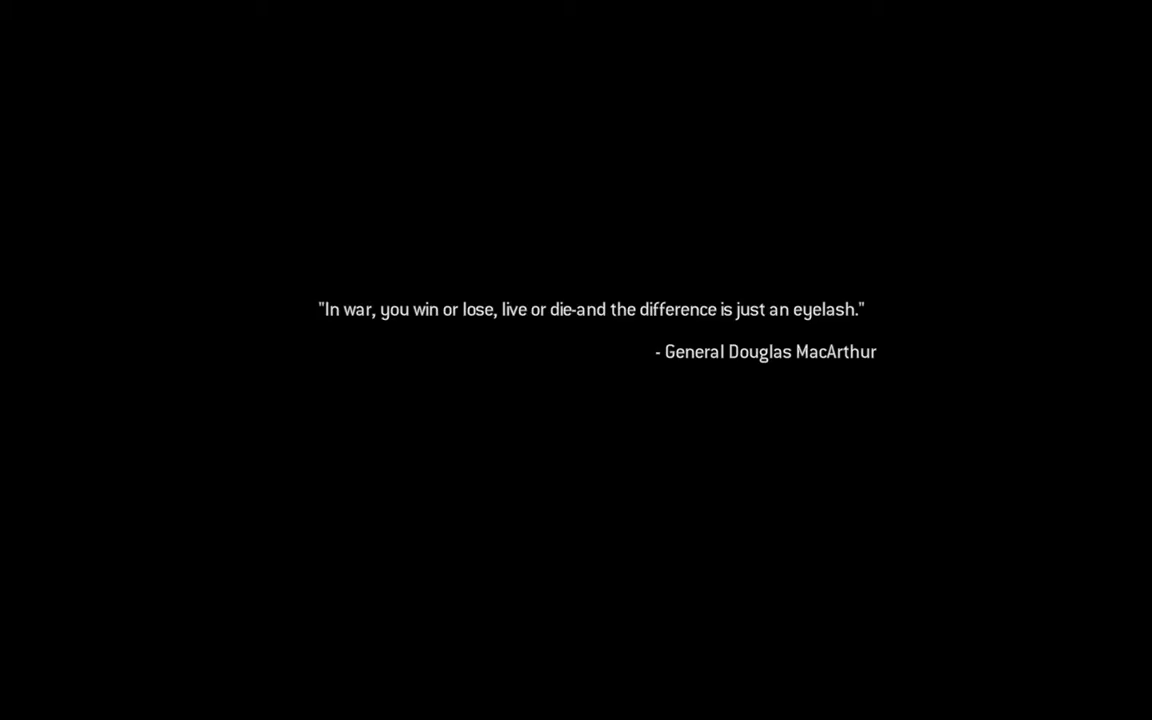 "In war, you win or lose, live or die-and the difference is just an eyelash."
- General Douglas MacArthur